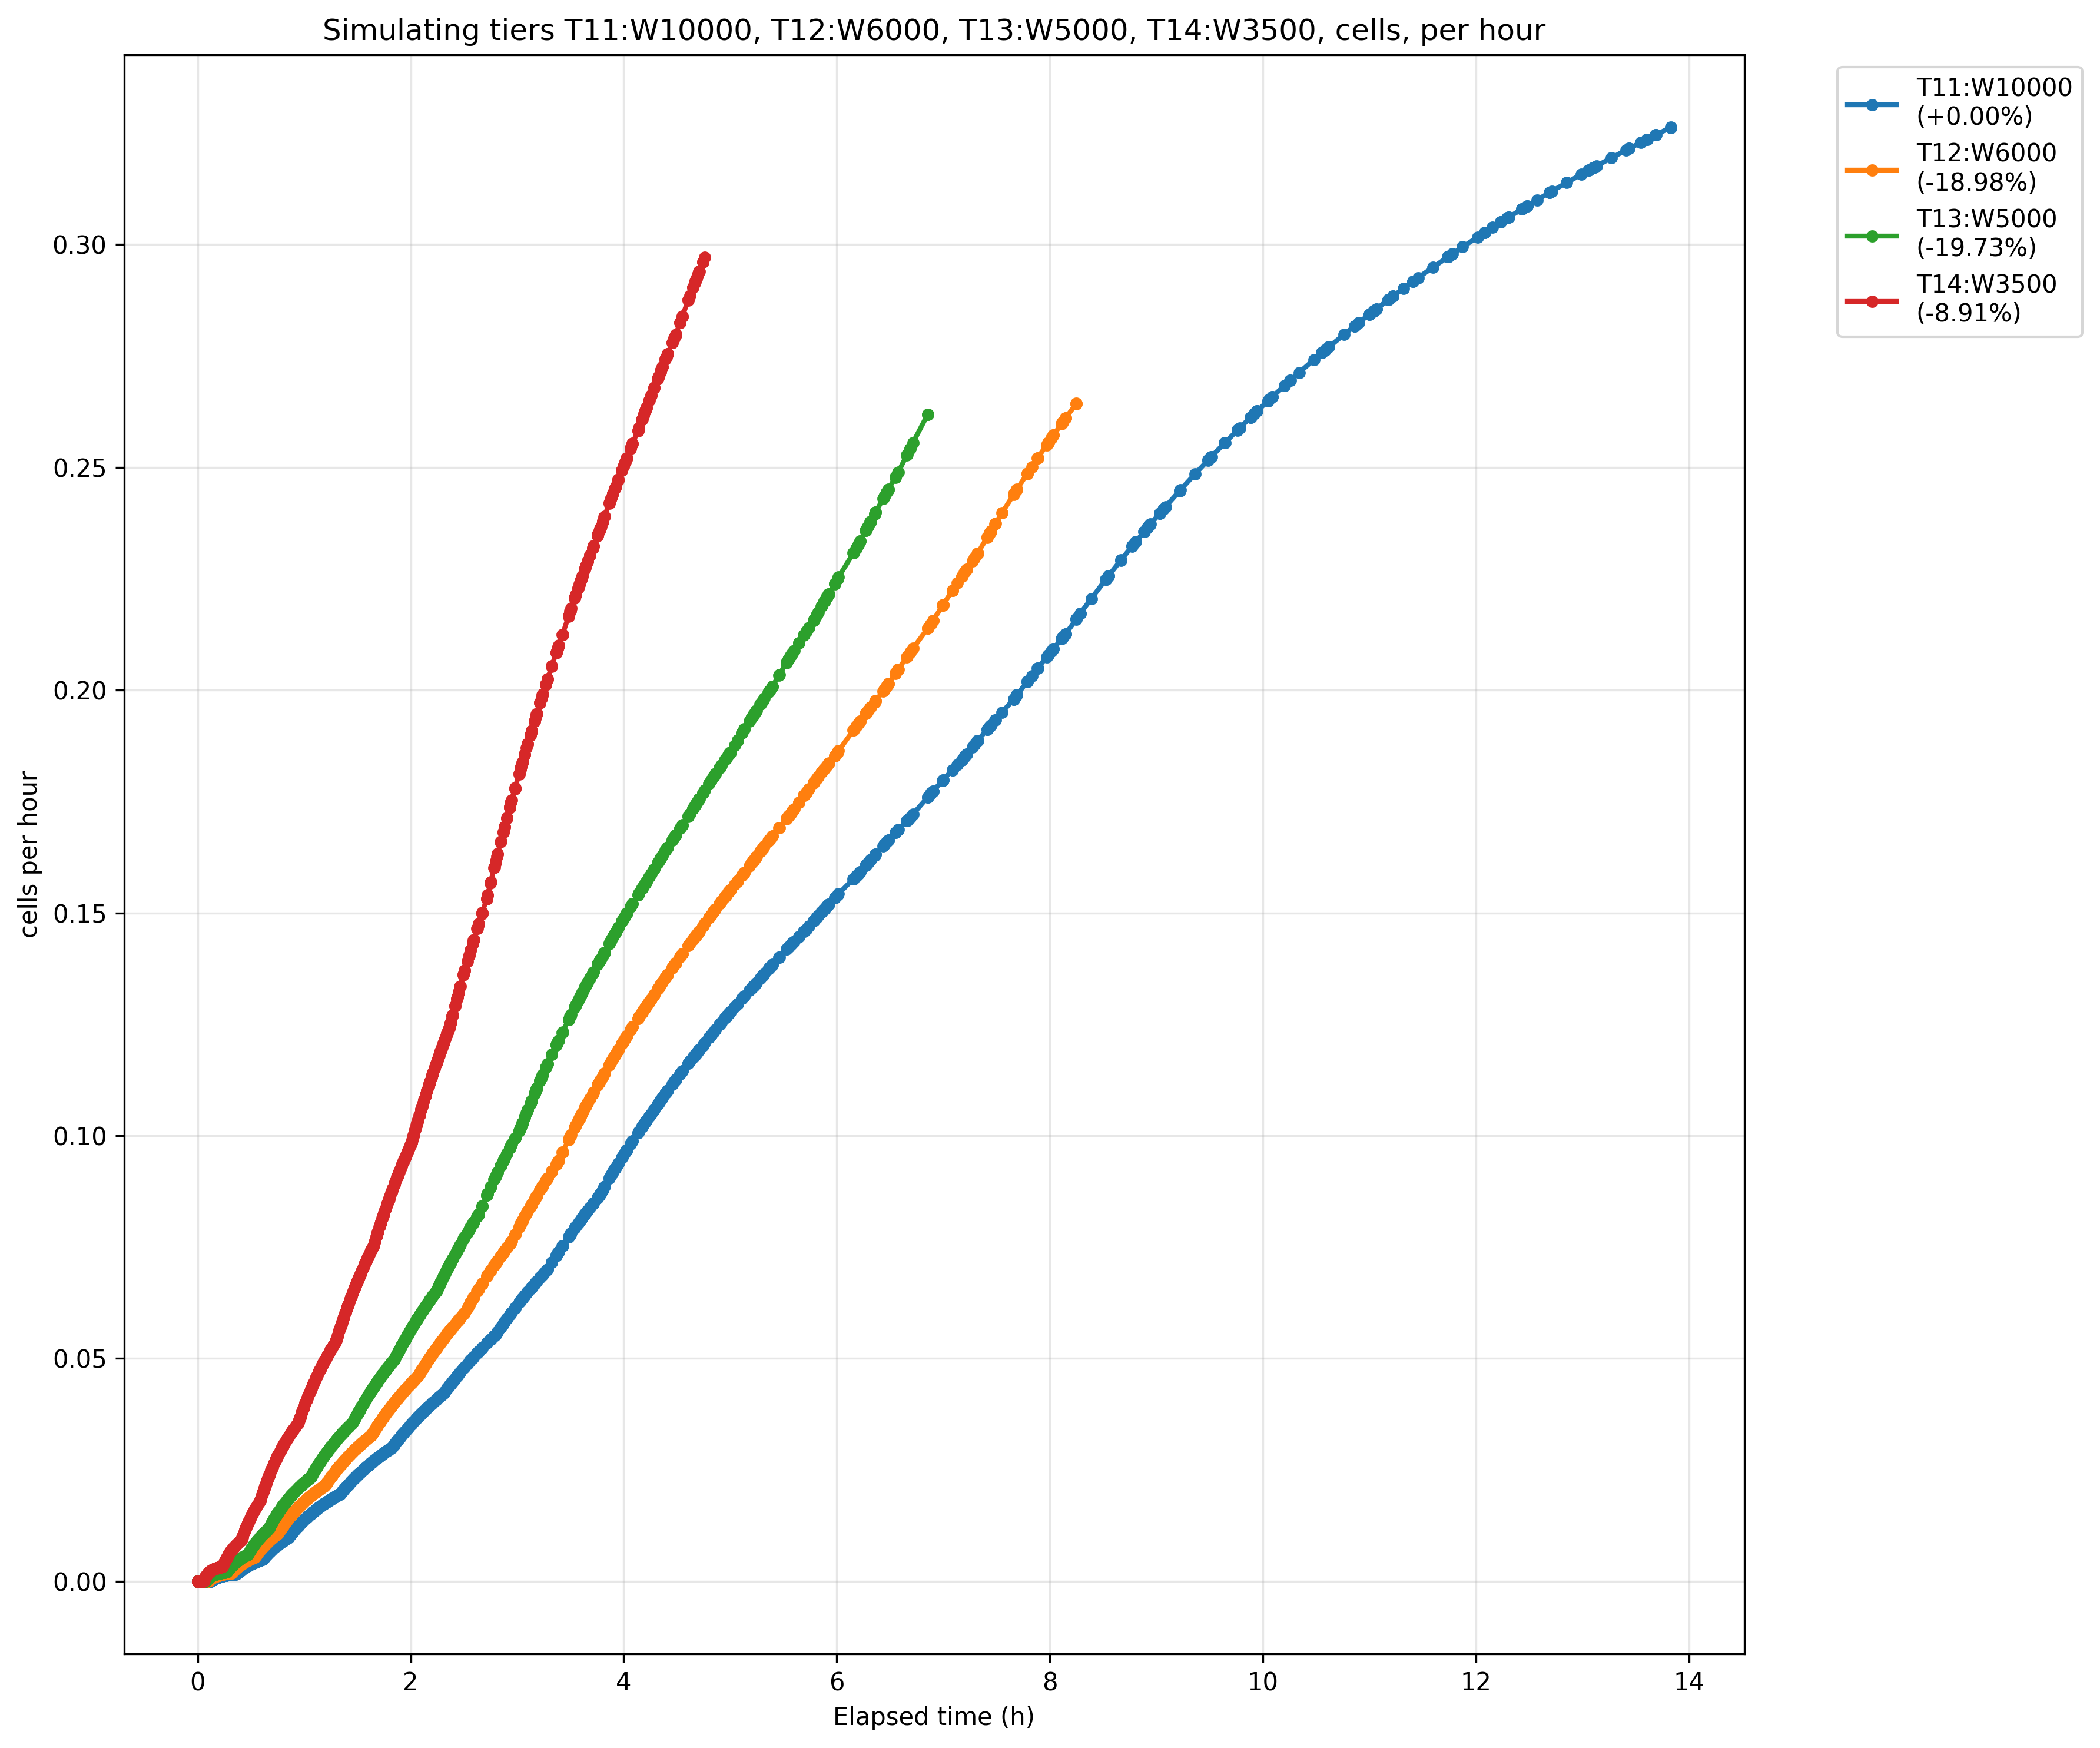 Simulating tiers T11:W10000, T12:W6000, T13:W5000, T14:W3500, cells, per hour
T11:W10000
(+0.00%)
T12:W6000
(-18.98%)
T13:W5000
(-19.73%)
T14:W3500
(-8.91%)
cells per hour
0.30
0.25
0.20
0.15
0.10
0.05
0.00
0
2
4
6
8
10
12
14
Elapsed time (h)